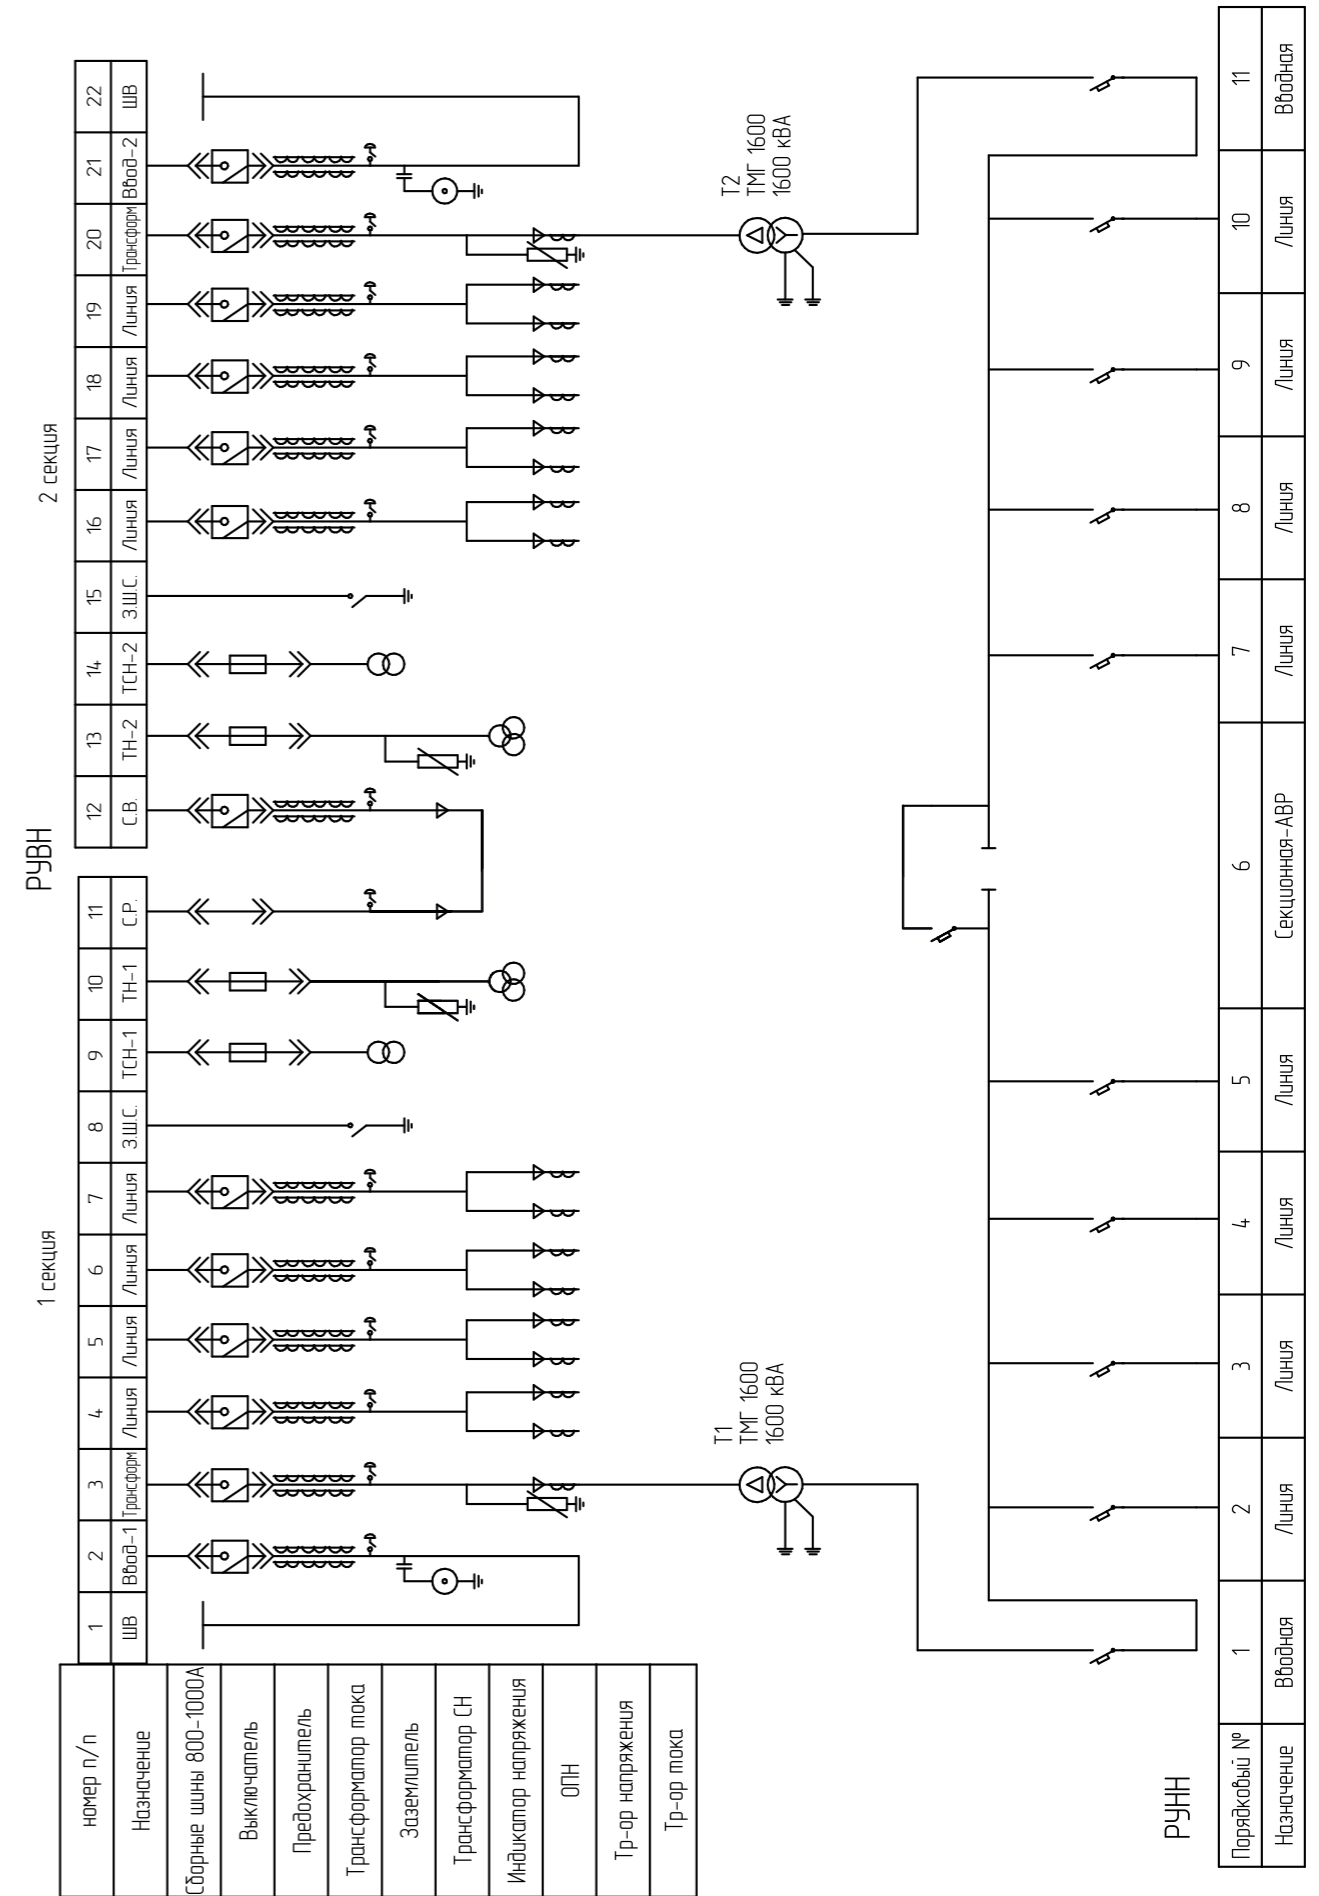 РУВН
1 секция
2 секция
номер п/п
1
2
3
4
5
6
7
8
9
10
11
12
13
14
15
16
17
18
19
20
21
22
Назначение
ШВ
Ввод-1
Трансформ
Линия
Линия
Линия
Линия
З.Ш.С.
ТСН-1
ТН-1
С.Р.
С.В.
ТН-2
ТСН-2
З.Ш.С.
Линия
Линия
Линия
Линия
Трансформ
Ввод-2
ШВ
Сборные шины 800-1000А
Выключатель
Предохранитель
Трансформатор тока
Заземлитель
Трансформатор СН
Индикатор напряжения
ОПН
Тр-ор напряжения
Тр-ор тока
Т1
ТМГ 1600
1600 кВА
Т2
ТМГ 1600
1600 кВА
РУНН
Порядковый №
1
2
3
4
5
6
7
8
9
10
11
Назначение
Вводная
Линия
Линия
Линия
Линия
Секционная-АВР
Линия
Линия
Линия
Линия
Вводная